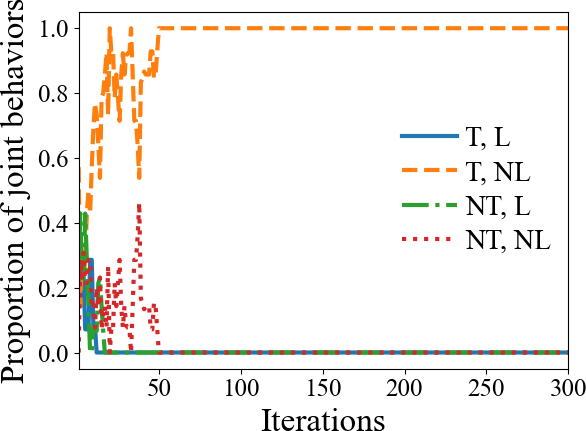 Proportion of joint behaviors
1.0
0.8
0.6
0.4
0.2
0.0
T, L
T, NL
NT, L
NT, NL
50 100 150 200 250 300
Iterations